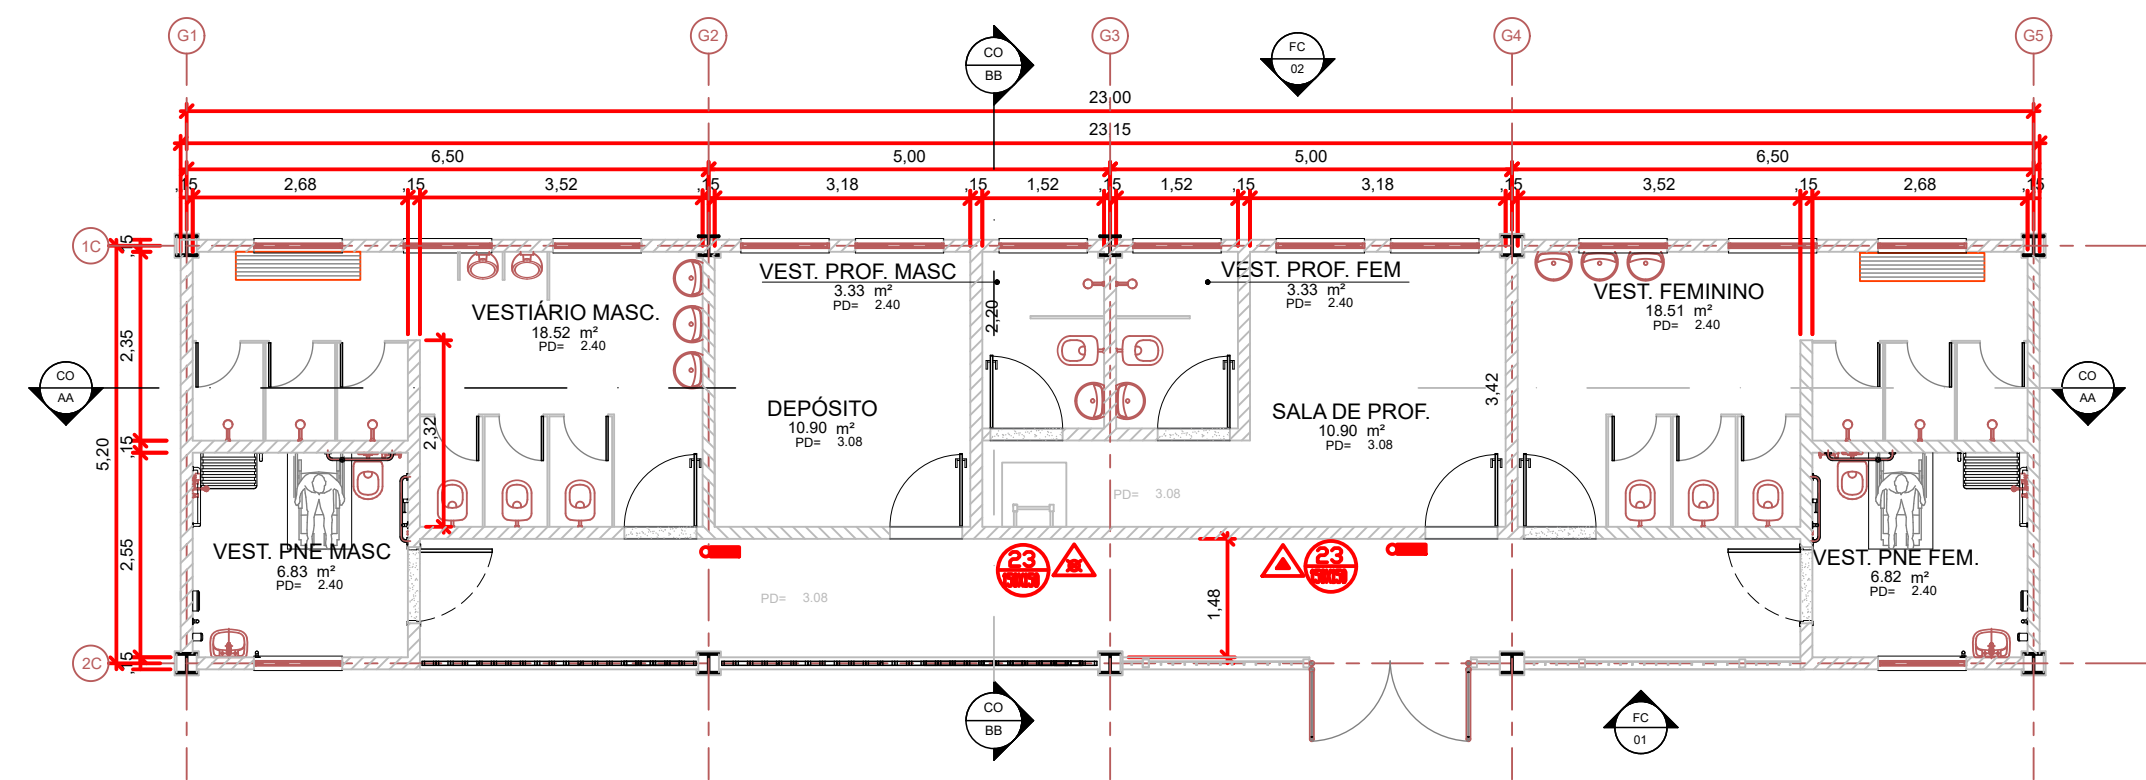 G1
G2
G3
G4
G5
CO
BB
FC
02
23,00
23,15
6,50
5,00
5,00
6,50
,15
2,68
,15
3,52
,15
3,18
,15
1,52
,15
1,52
,15
3,18
,15
3,52
,15
2,68
,15
1C
,15
2,35
,15
5,20
2,55
,15
2C
CO
AA
CO
AA
VESTIÁRIO MASC.
18.52 m²
PD= 2.40
VEST. PROF. MASC
3.33 m²
PD= 2.40
2,20
VEST. PROF. FEM
3.33 m²
PD= 2.40
VEST. FEMININO
18.51 m²
PD= 2.40
2,32
DEPÓSITO
10.90 m²
PD= 3.08
SALA DE PROF.
10.90 m²
PD= 3.08
3,42
PD= 3.08
VEST. PNE MASC
6.83 m²
PD= 2.40
PD= 3.08
23
23
1,48
VEST. PNE FEM.
6.82 m²
PD= 2.40
CO
BB
FC
01